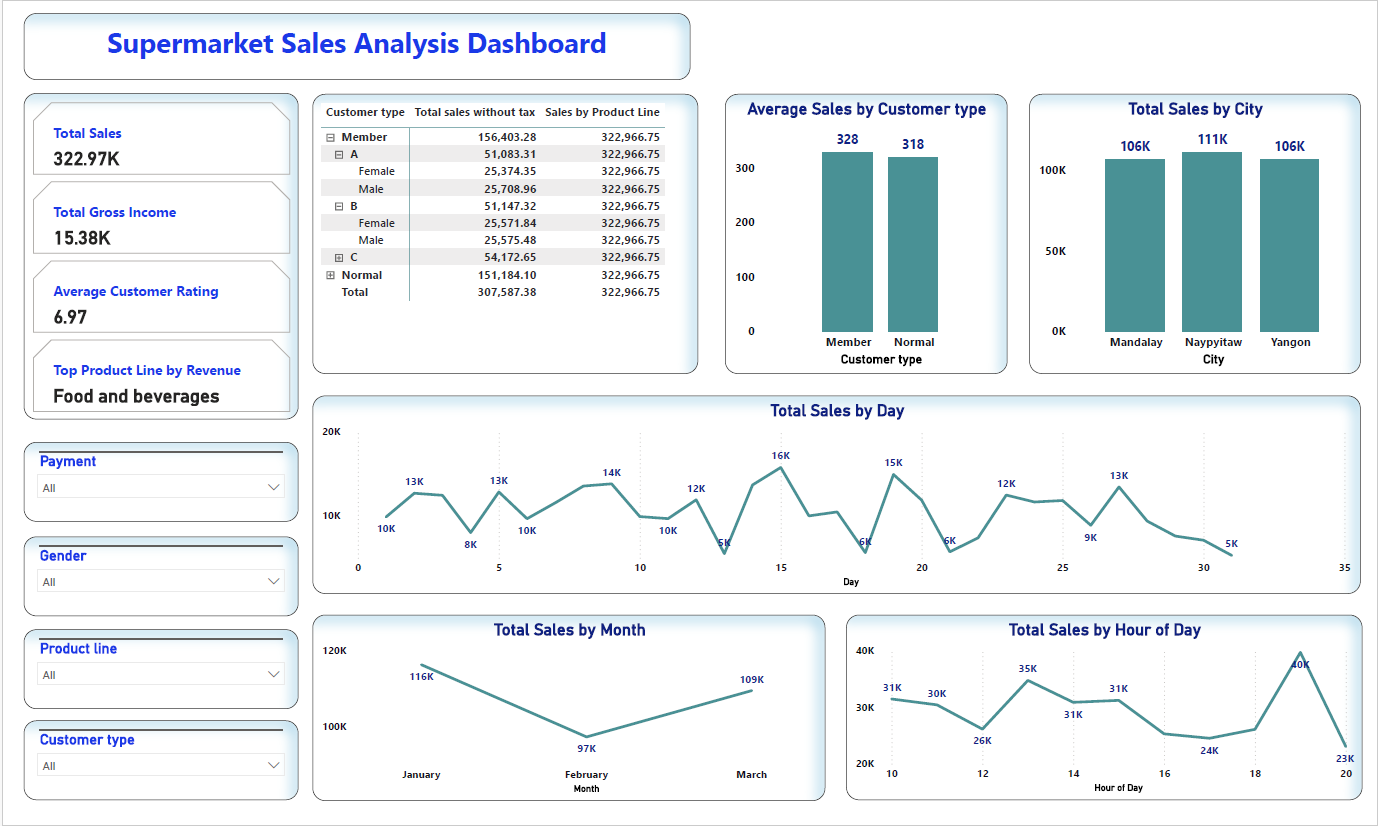 Supermarket Sales Analysis Dashboard
Total Sales
322.97K
Total Gross Income
15.38K
Average Customer Rating
6.97
Top Product Line by Revenue
Food and beverages
Payment
All
Gender
All
Product line
All
Customer type
All
Customer type Total sales without tax Sales by Product Line
Member 156,403.28 322,966.75
A 51,083.31 322,966.75
Female 25,374.35 322,966.75
Male 25,708.96 322,966.75
B 51,147.32 322,966.75
Female 25,571.84 322,966.75
Male 25,575.48 322,966.75
C 54,172.65 322,966.75
Normal 151,184.10 322,966.75
Total 307,587.38 322,966.75
Average Sales by Customer type
328 318
300
200
100
0
Member Normal
Customer type
Total Sales by City
106K 111K 106K
100K
50K
0K
Mandalay Naypyitaw Yangon
City
Total Sales by Day
20K
10K
10K 13K 8K 13K 10K 14K 10K 12K 5K 16K 6K 15K 6K 12K 9K 13K 5K
0 5 10 15 20 25 30 35
Day
Total Sales by Month
120K
100K
116K 97K 109K
January February March
Month
Total Sales by Hour of Day
40K
30K
20K
31K 30K 26K 35K 31K 31K 24K 40K 23K
10 12 14 16 18 20
Hour of Day